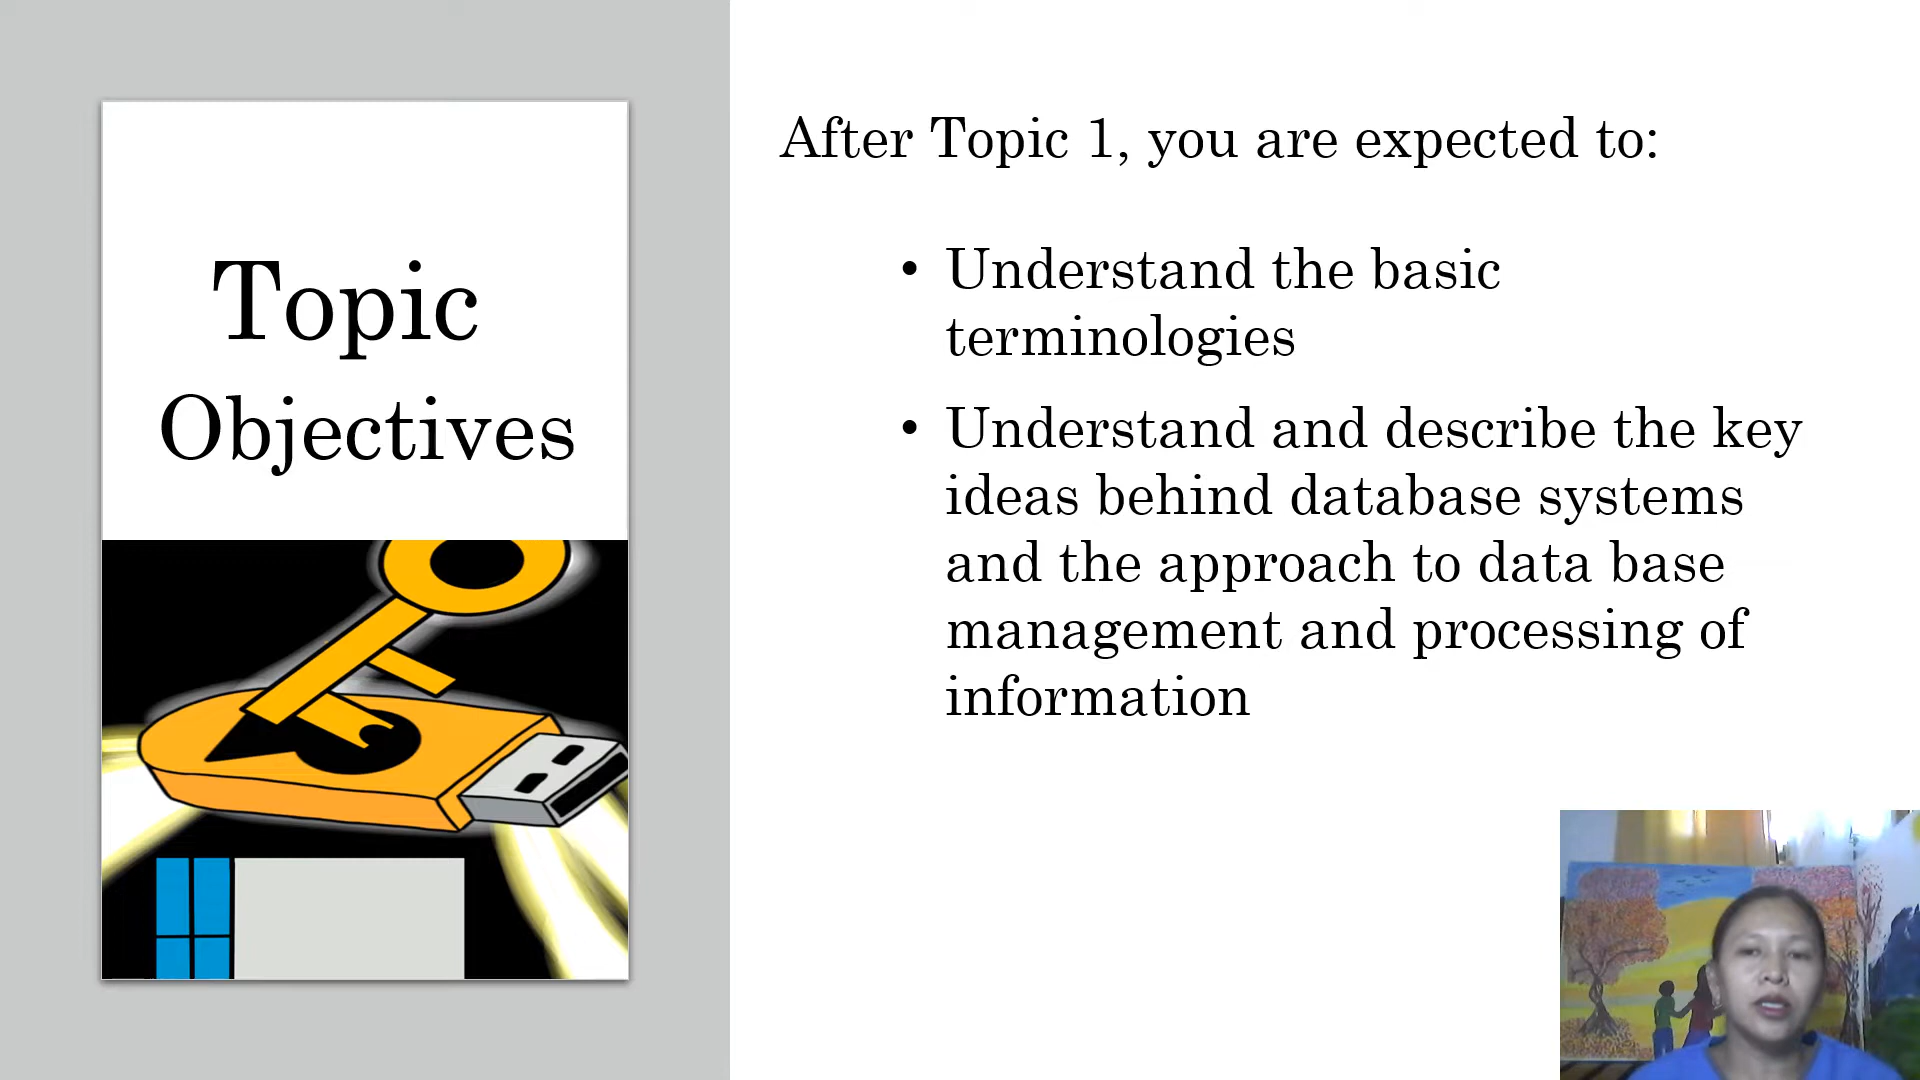 Topic
Objectives
After Topic 1, you are expected to:
• Understand the basic
terminologies
• Understand and describe the key
ideas behind database systems
and the approach to data base
management and processing of
information